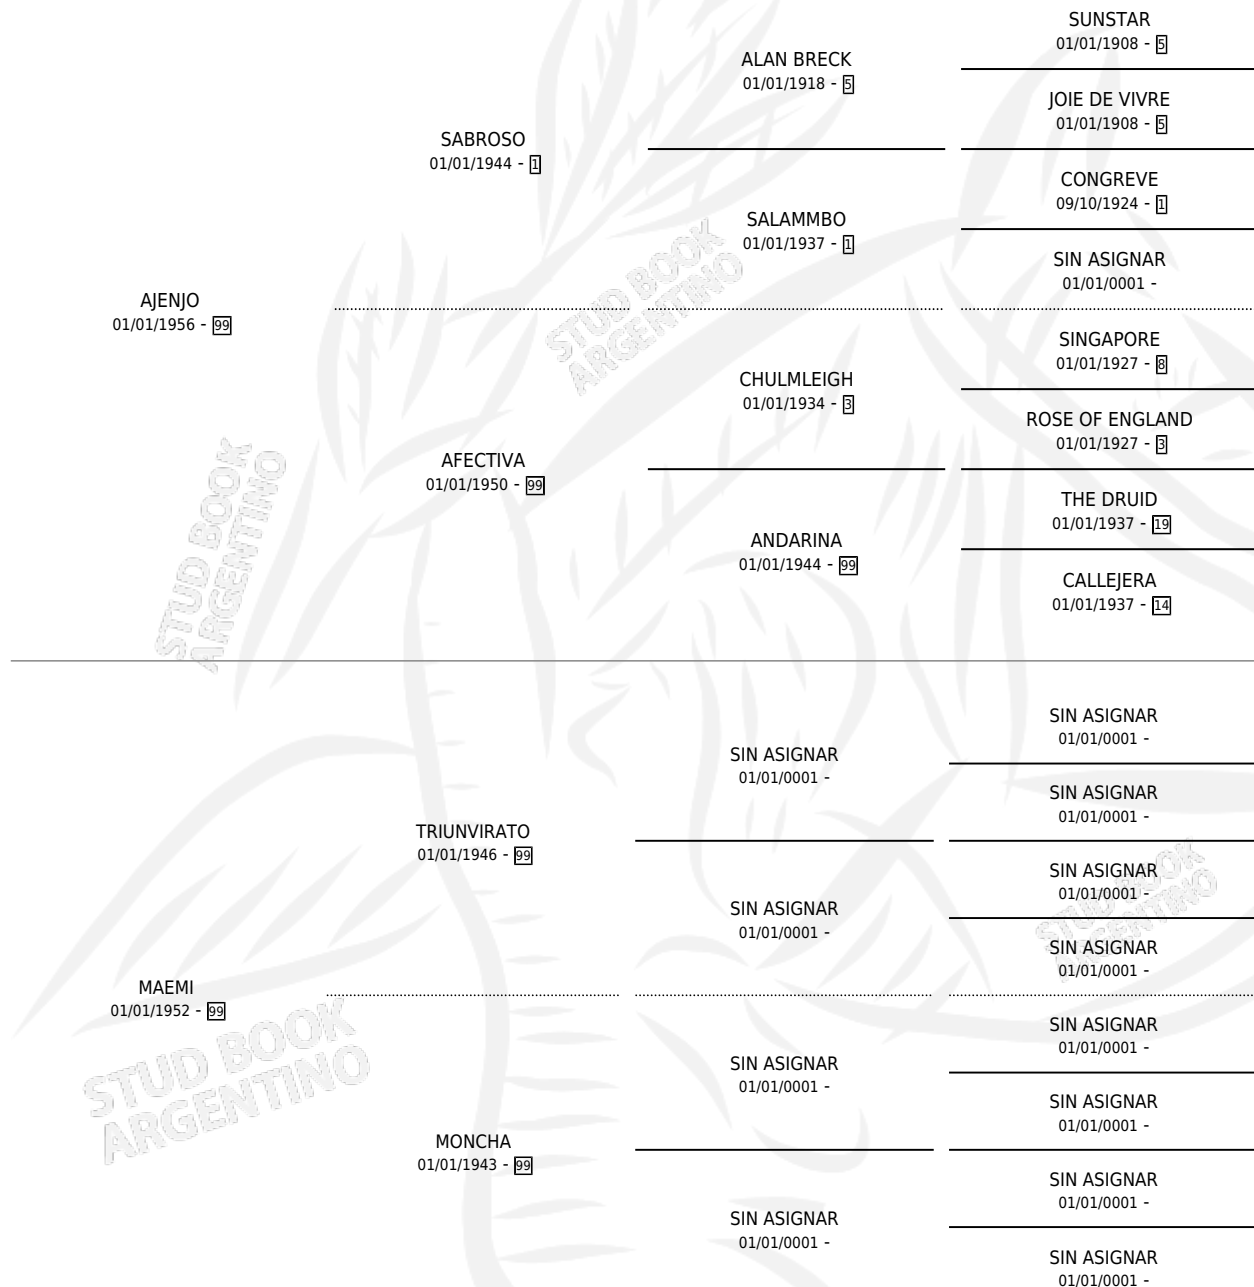 SUNSTAR
01/01/1908 - 5
ALAN BRECK
01/01/1918 - 5
JOIE DE VIVRE
01/01/1908 - 5
SABROSO
01/01/1944 - 1
CONGREVE
09/10/1924 - 1
SALAMMBO
01/01/1937 - 1
SIN ASIGNAR
01/01/0001 -
AJENJO
01/01/1956 - 99
SINGAPORE
01/01/1927 - 8
CHULMLEIGH
01/01/1934 - 3
ROSE OF ENGLAND
01/01/1927 - 3
AFECTIVA
01/01/1950 - 99
THE DRUID
01/01/1937 - 19
ANDARINA
01/01/1944 - 99
CALLEJERA
01/01/1937 - 14
STUD BOOK
ARGENTINO
STUD BOOK
ARGENTINO
SIN ASIGNAR
01/01/0001 -
SIN ASIGNAR
01/01/0001 -
SIN ASIGNAR
01/01/0001 -
TRIUNVIRATO
01/01/1946 - 99
SIN ASIGNAR
01/01/0001 -
SIN ASIGNAR
01/01/0001 -
SIN ASIGNAR
01/01/0001 -
MAEMI
01/01/1952 - 99
SIN ASIGNAR
01/01/0001 -
SIN ASIGNAR
01/01/0001 -
SIN ASIGNAR
01/01/0001 -
MONCHA
01/01/1943 - 99
SIN ASIGNAR
01/01/0001 -
SIN ASIGNAR
01/01/0001 -
SIN ASIGNAR
01/01/0001 -
STUD BOOK
ARGENTINO
STUD BOOK
ARGENTINO